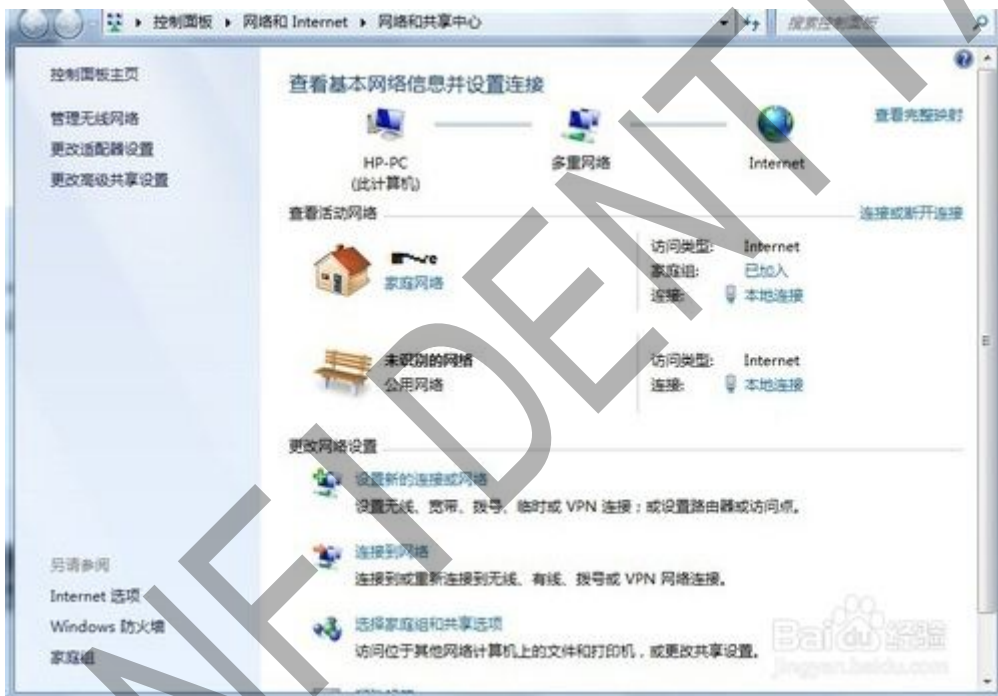 控制面板 ▸ 网络和 Internet ▸ 网络和共享中心
搜索控制面板
控制面板主页
管理无线网络
更改适配器设置
更改高级共享设置
查看基本网络信息并设置连接
查看完整映射
HP-PC
(此计算机)
多重网络
Internet
查看活动网络
连接或断开连接
家庭网络
访问类型: Internet
家庭组: 已加入
连接: 本地连接
未识别的网络
公用网络
访问类型: Internet
连接: 本地连接
更改网络设置
设置新的连接或网络
设置无线、宽带、拨号、临时或 VPN 连接;或设置路由器或访问点。
连接到网络
连接到或重新连接到无线、有线、拨号或 VPN 网络连接。
选择家庭组和共享选项
访问位于其他网络计算机上的文件和打印机,或更改共享设置。
另请参阅
Internet 选项
Windows 防火墙
家庭组
Baidu 经验
jingyan.baidu.com